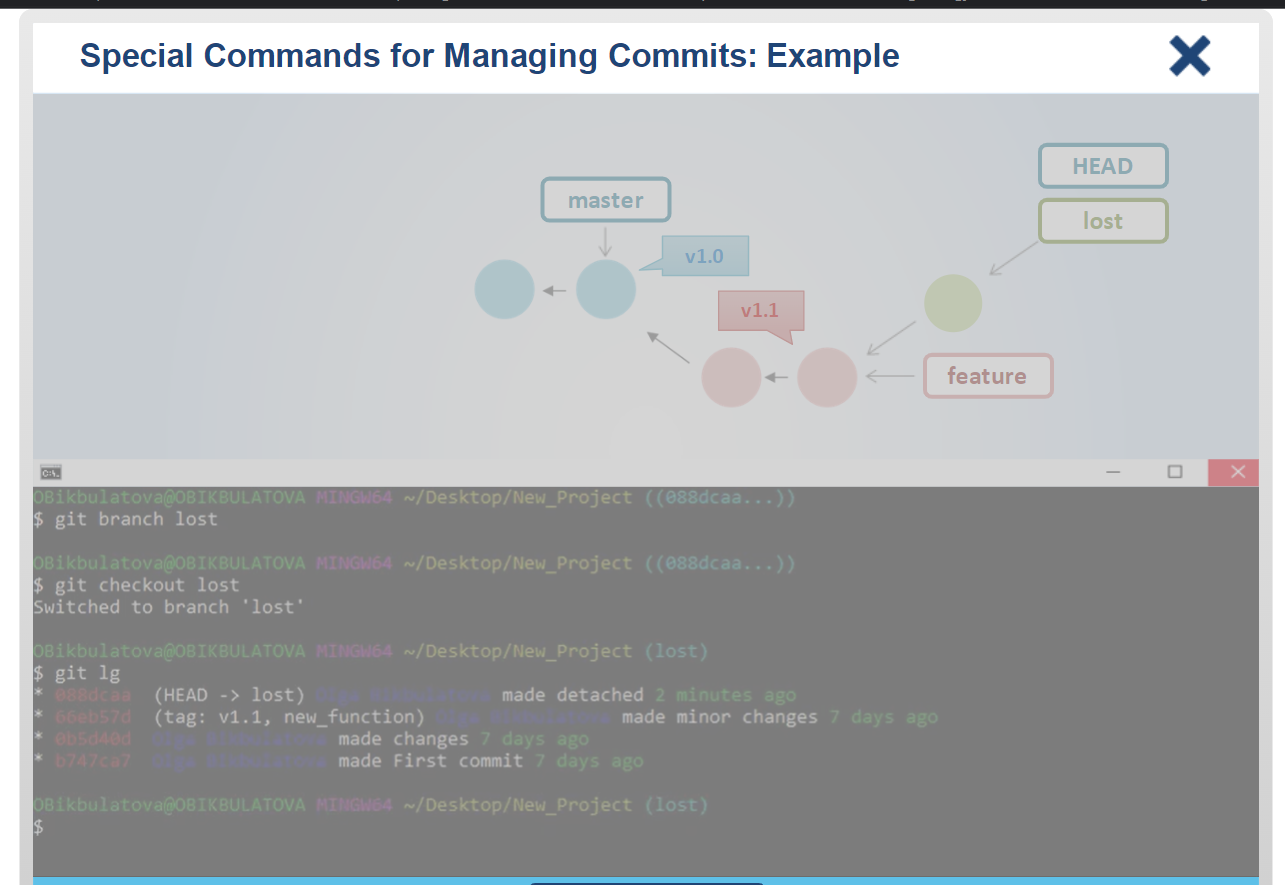 Special Commands for Managing Commits: Example
HEAD
master
lost
v1.0
v1.1
feature
OBikbulatova@OBIKBULATOVA MINGW64 ~/Desktop/New_Project ((088dcaa...))
$ git branch lost
OBikbulatova@OBIKBULATOVA MINGW64 ~/Desktop/New_Project ((088dcaa...))
$ git checkout lost
Switched to branch 'lost'
OBikbulatova@OBIKBULATOVA MINGW64 ~/Desktop/New_Project (lost)
$ git lg
* 088dcaa (HEAD -> lost) made detached 2 minutes ago
* 66eb57d (tag: v1.1, new_function) made minor changes 7 days ago
* 0b5d40d made changes 7 days ago
* b747ca7 made First commit 7 days ago
OBikbulatova@OBIKBULATOVA MINGW64 ~/Desktop/New_Project (lost)
$